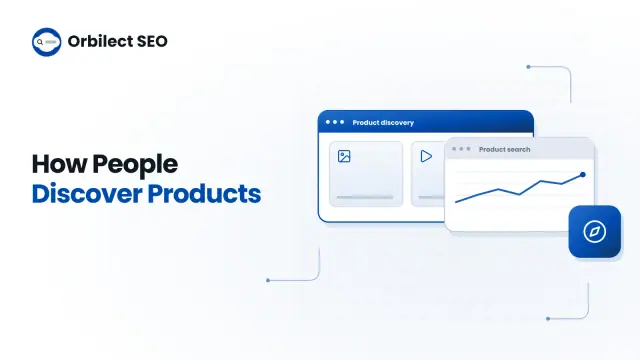 Orbilect SEO
How People
Discover Products
Product discovery
Product search